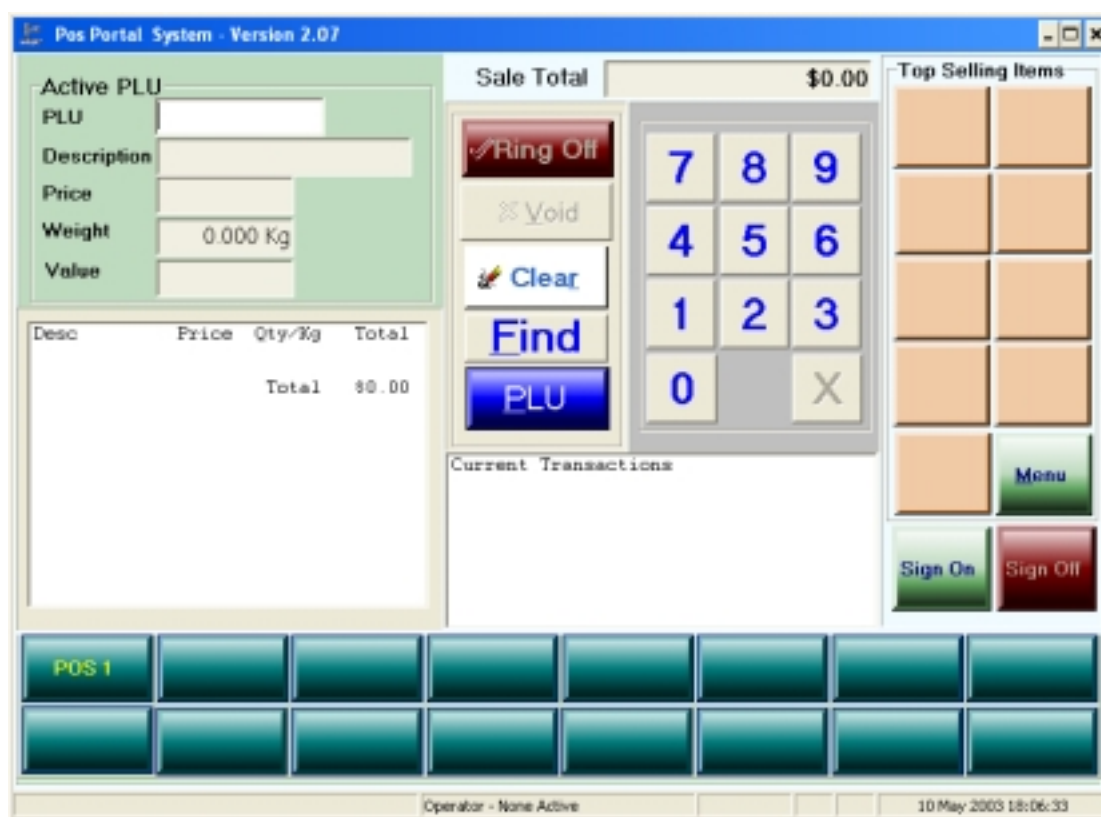 Pos Portal System - Version 2.07
Active PLU
PLU
Description
Price
Weight 0.000 Kg
Value
Sale Total $0.00
Ring Off
Void
Clear
Find
PLU
7 8 9
4 5 6
1 2 3
0 X
Top Selling Items
Menu
Sign On Sign Off
Desc Price Qty/Kg Total
Total $0.00
Current Transactions
POS 1
Operator - None Active
10 May 2003 18:06:33